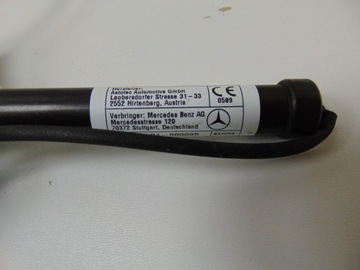 Astotec Automotive GmbH
Leobersdorfer Strasse 31-33
2552 Hirtenberg, Austria
CE
0589
Verbringer: Mercedes Benz AG
Mercedesstrasse 120
70372 Stuttgart, Deutschland